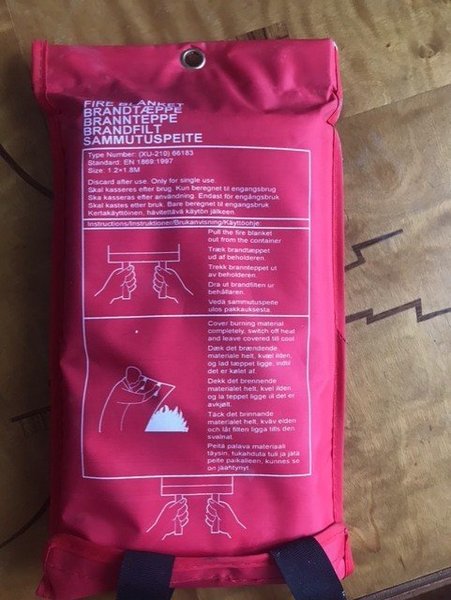 FIRE BLANKET
BRANDTÆPPE
BRANNTEPPE
BRANDFILT
SAMMUTUSPEITE
Type Number: (XU-210) 66183
Standard: EN 1869:1997
Size: 1.2×1.8M
Discard after use. Only for single use
Skal kasseres efter brug. Kun beregnet til engangsbrug
Ska kasseras efter användning. Endast för engångsbruk
Skal kastes etter bruk. Bare beregnet for engangsbruk
Kertakäyttöinen, hävitettävä käytön jälkeen.
Instructions/Instruktioner/Brukanvisning/Käyttöohje:
Pull the fire blanket
out from the container
Træk brandtæppet
ud af beholderen.
Trekk brannteppet ut
av beholderen.
Dra ut brandfilten ur
behållaren.
Vedä sammutuspeite
ulos pakkauksesta.
Cover burning material
completely, switch off heat
and leave covered till cool
Dæk det brændende
materiale helt, kvæl ilden,
og lad tæppet ligge, indtil
det er kølet af.
Dekk det brennende
materialet helt, kvæl ilden,
og la teppet ligge til det er
avkjølt.
Täck det brinnande
materialet helt, kväv elden
och låt filten ligga tills den
svalnat.
Peitä palava materiaali
täysin, tukahduta tuli ja jätä
peite paikalleen, kunnes se
on jäähtynyt.